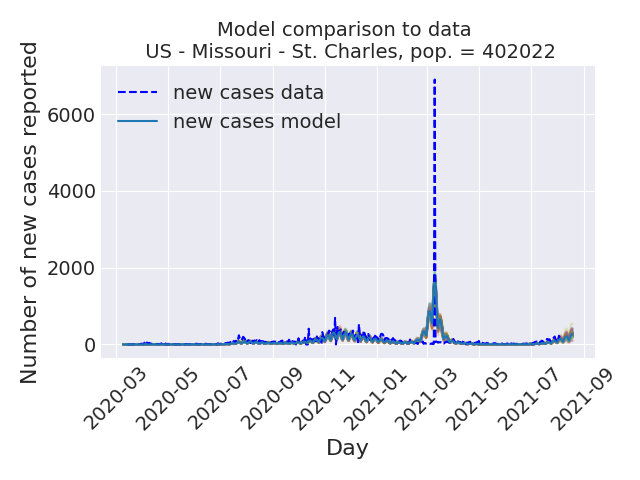 Model comparison to data
US - Missouri - St. Charles, pop. = 402022
Number of new cases reported
new cases data
new cases model
6000
4000
2000
0
2020-03
2020-05
2020-07
2020-09
2020-11
2021-01
2021-03
2021-05
2021-07
2021-09
Day